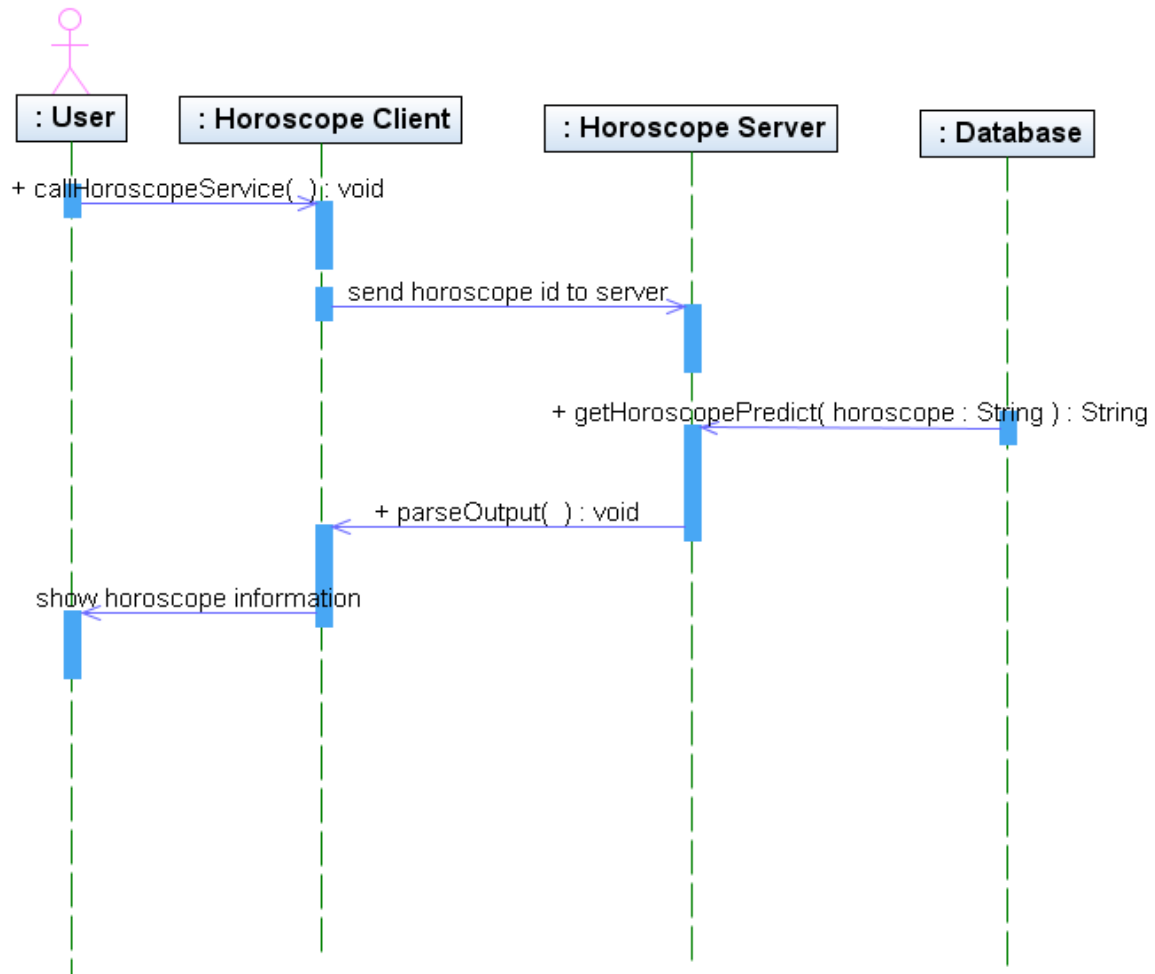 : User
: Horoscope Client
: Horoscope Server
: Database
+ callHoroscopeService(  ) : void
send horoscope id to server
+ getHoroscopePredict( horoscope : String ) : String
+ parseOutput(  ) : void
show horoscope information